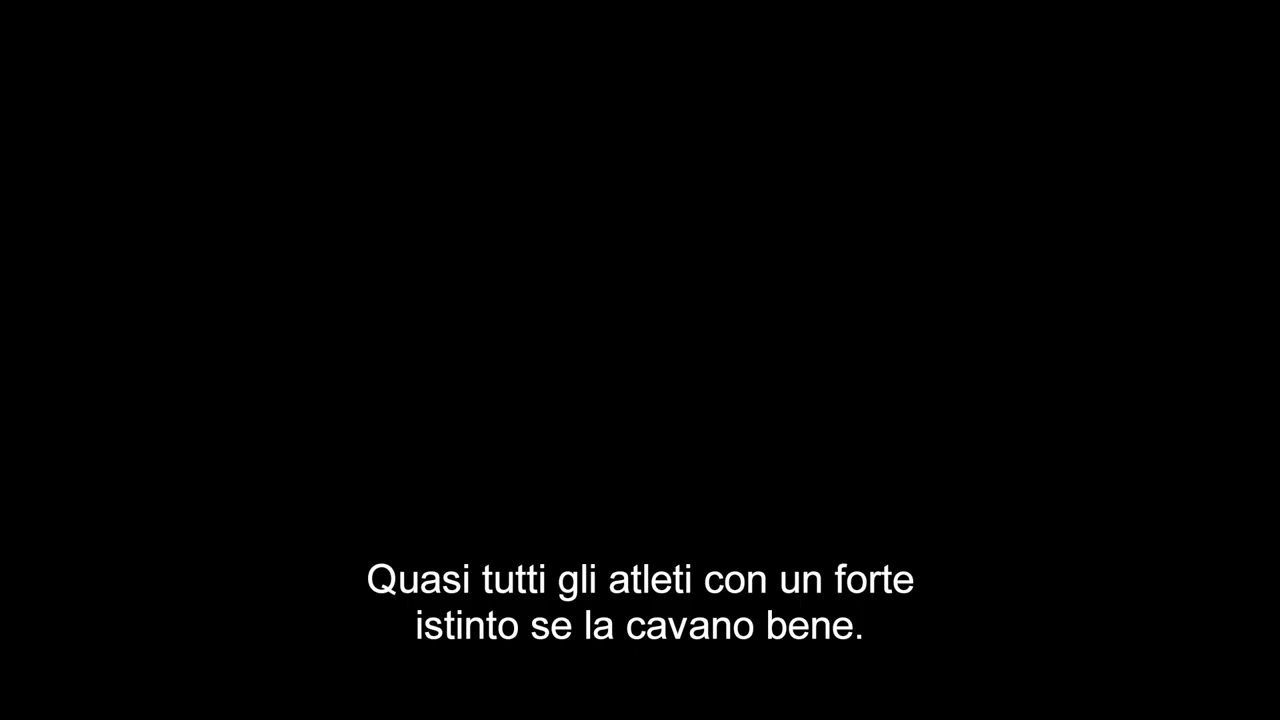 Quasi tutti gli atleti con un forte
istinto se la cavano bene.